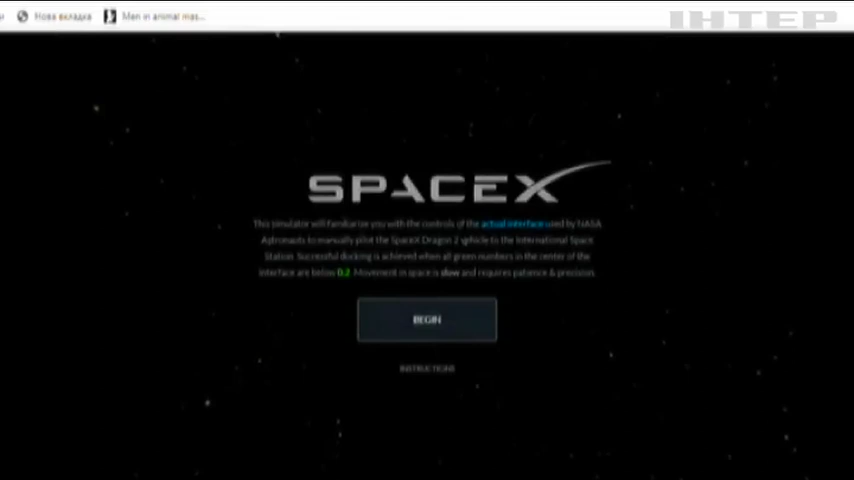 Нова вкладка
Men in animal mas...
ІНТЕР
SPACEX
This simulator will familiarize you with the controls of the actual interface used by NASA
Astronauts to manually pilot the SpaceX Dragon 2 vehicle to the International Space
Station. Successful docking is achieved when all green numbers in the center of the
interface are below 0.2. Movement in space is slow and requires patience & precision.
BEGIN
INSTRUCTIONS